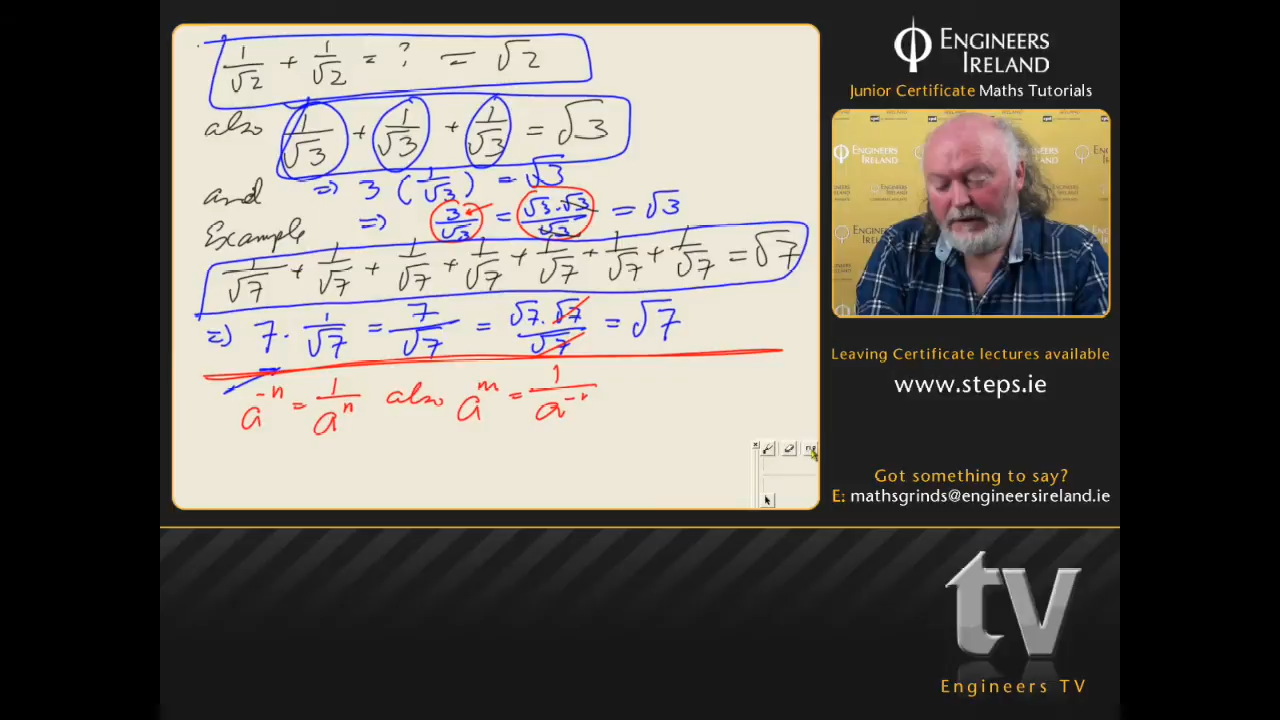 1/√2 + 1/√2 = ? = √2
also 1/√3 + 1/√3 + 1/√3 = √3
and ⇒ 3 (1/√3) = √3
⇒ 3/√3 = √3·√3/√3 = √3
Example
1/√7 + 1/√7 + 1/√7 + 1/√7 + 1/√7 + 1/√7 + 1/√7 = √7
⇒ 7 · 1/√7 = 7/√7 = √7·√7/√7 = √7
a⁻ⁿ = 1/aⁿ also aᵐ =
ENGINEERS
IRELAND
Junior Certificate Maths Tutorials
Leaving Certificate lectures available
www.steps.ie
Got something to say?
E: mathsgrinds@engineersireland.ie
tv
Engineers TV